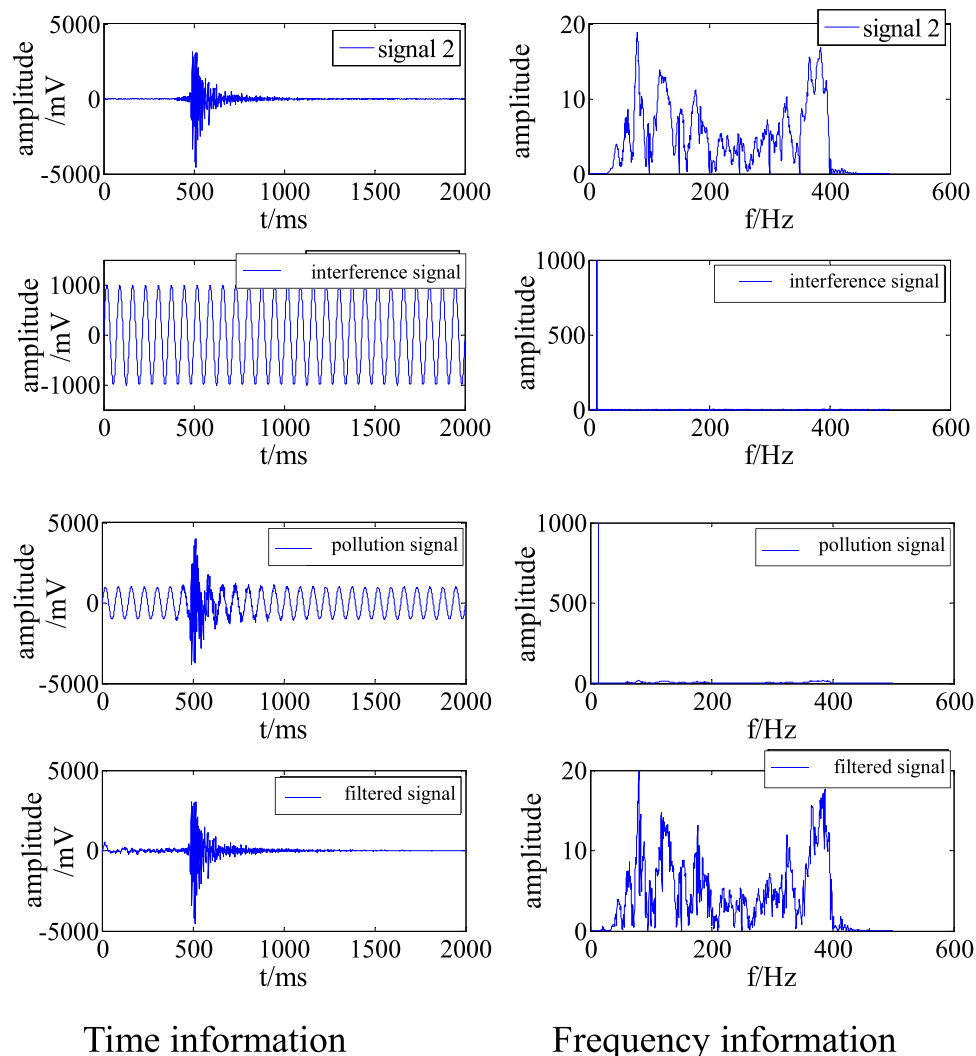 5000
0
-5000
amplitude
/mV
signal 2
0 500 1000 1500 2000
t/ms
20
10
0
amplitude
signal 2
0 200 400 600
f/Hz
1000
0
-1000
amplitude
/mV
interference signal
0 500 1000 1500 2000
t/ms
1000
500
0
amplitude
interference signal
0 200 400 600
f/Hz
5000
0
-5000
amplitude
/mV
pollution signal
0 500 1000 1500 2000
t/ms
1000
500
0
amplitude
pollution signal
0 200 400 600
f/Hz
5000
0
-5000
amplitude
/mV
filtered signal
0 500 1000 1500 2000
t/ms
20
10
0
amplitude
filtered signal
0 200 400 600
f/Hz
Time information
Frequency information